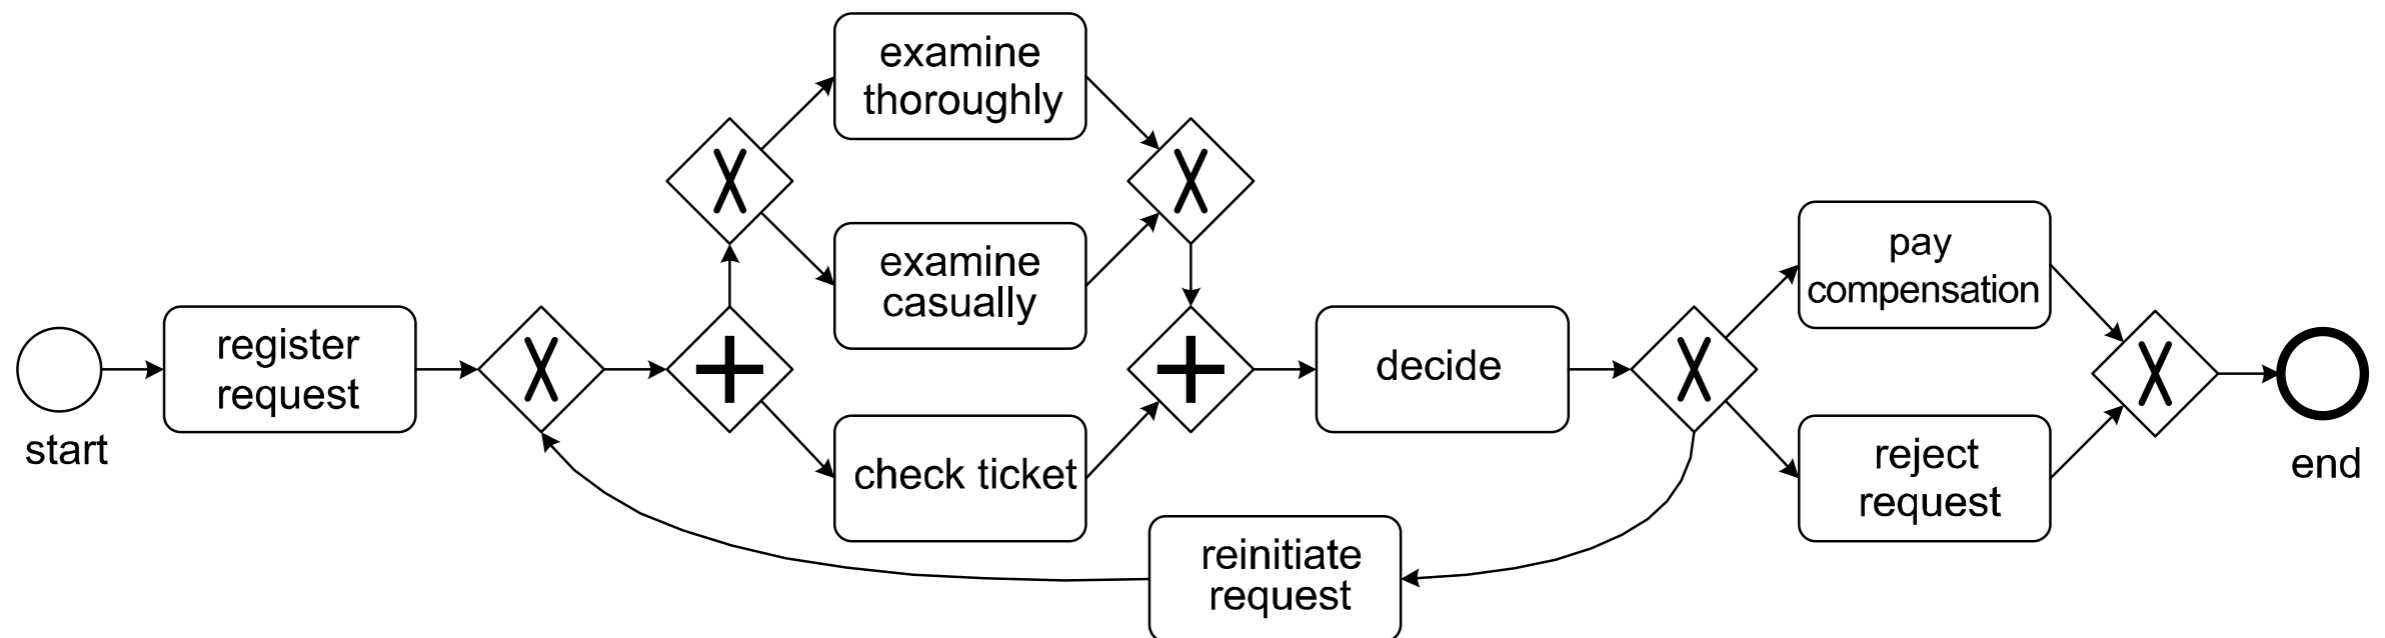 start
register
request
examine
thoroughly
examine
casually
check ticket
decide
reinitiate
request
pay
compensation
reject
request
end